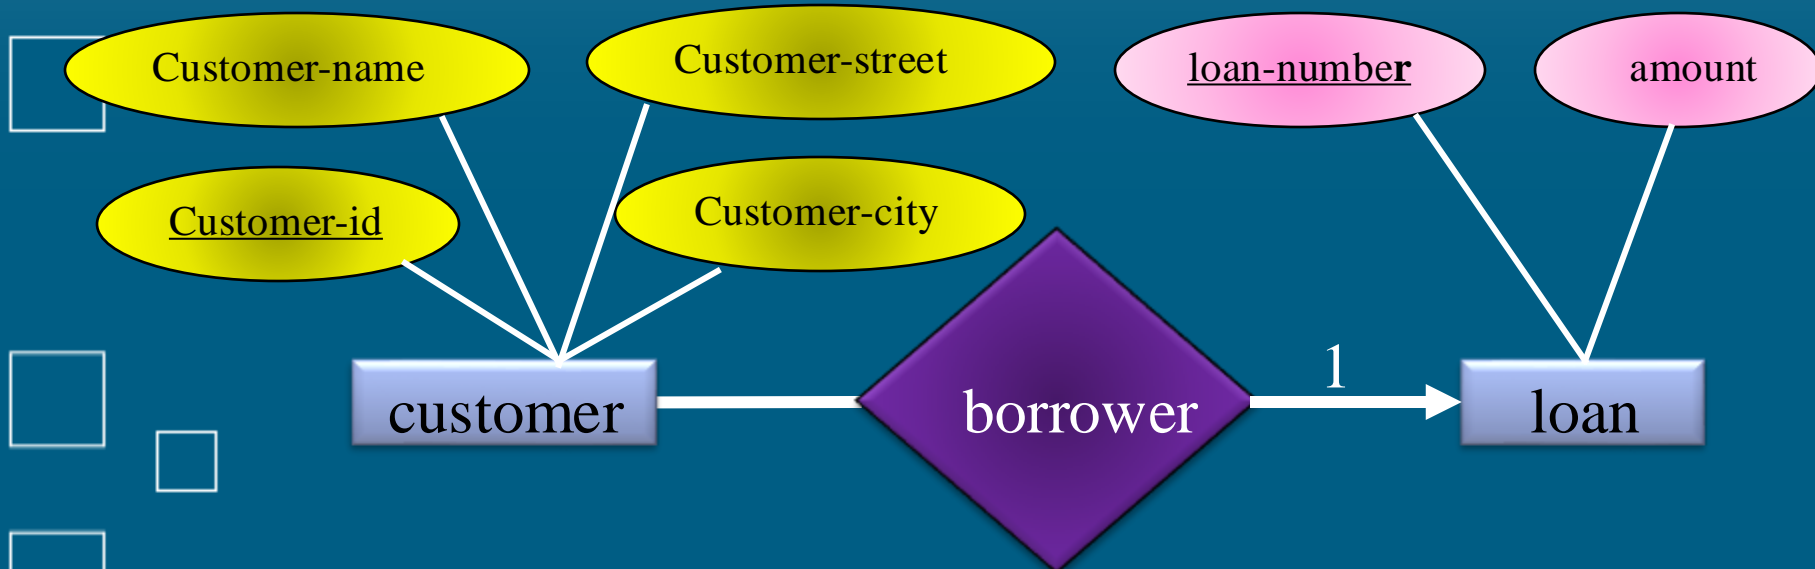 Customer-name
Customer-street
loan-number
amount
Customer-id
Customer-city
1
customer
borrower
loan